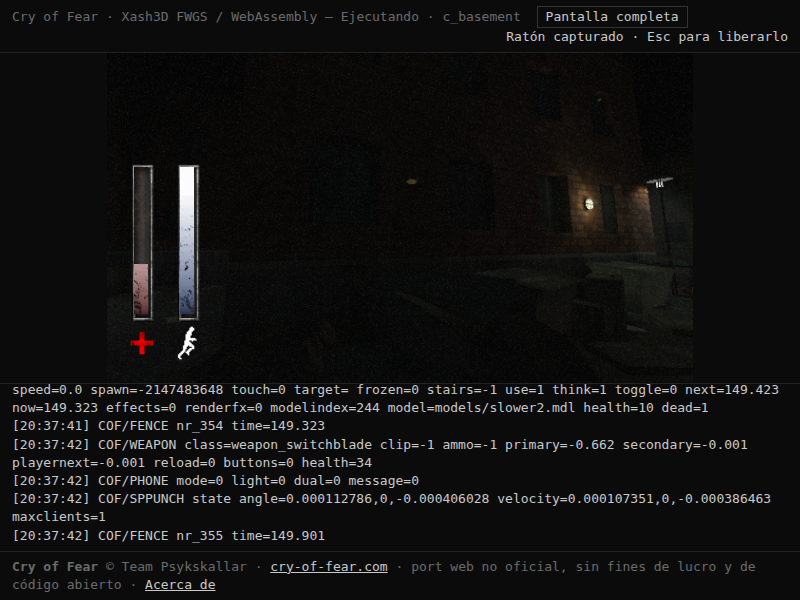 Cry of Fear · Xash3D FWGS / WebAssembly — Ejecutando · c_basement
Pantalla completa
Ratón capturado · Esc para liberarlo
speed=0.0 spawn=-2147483648 touch=0 target= frozen=0 stairs=-1 use=1 think=1 toggle=0 next=149.423
now=149.323 effects=0 renderfx=0 modelindex=244 model=models/slower2.mdl health=10 dead=1
[20:37:41] COF/FENCE nr_354 time=149.323
[20:37:42] COF/WEAPON class=weapon_switchblade clip=-1 ammo=-1 primary=-0.662 secondary=-0.001
playernext=-0.001 reload=0 buttons=0 health=34
[20:37:42] COF/PHONE mode=0 light=0 dual=0 message=0
[20:37:42] COF/SPPUNCH state angle=0.000112786,0,-0.000406028 velocity=0.000107351,0,-0.000386463
maxclients=1
[20:37:42] COF/FENCE nr_355 time=149.901
Cry of Fear © Team Psykskallar · cry-of-fear.com · port web no oficial, sin fines de lucro y de
código abierto · Acerca de